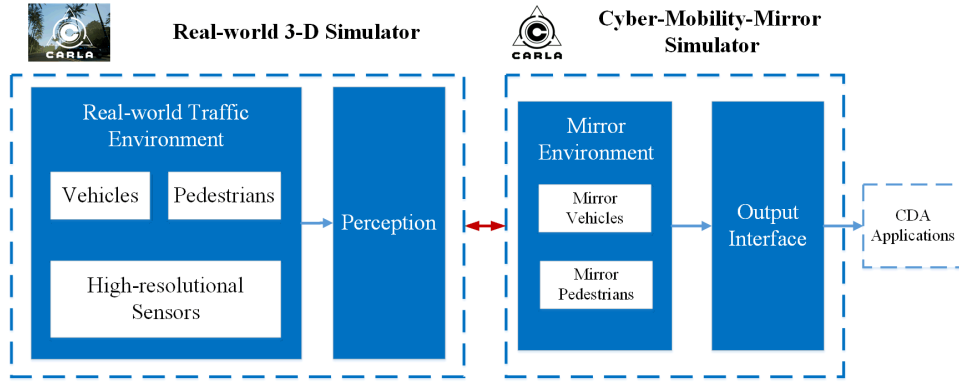 CARLA
Real-world 3-D Simulator
CARLA
Cyber-Mobility-Mirror
Simulator
Real-world Traffic
Environment
Vehicles
Pedestrians
High-resolutional
Sensors
Perception
Mirror
Environment
Mirror
Vehicles
Mirror
Pedestrians
Output
Interface
CDA
Applications